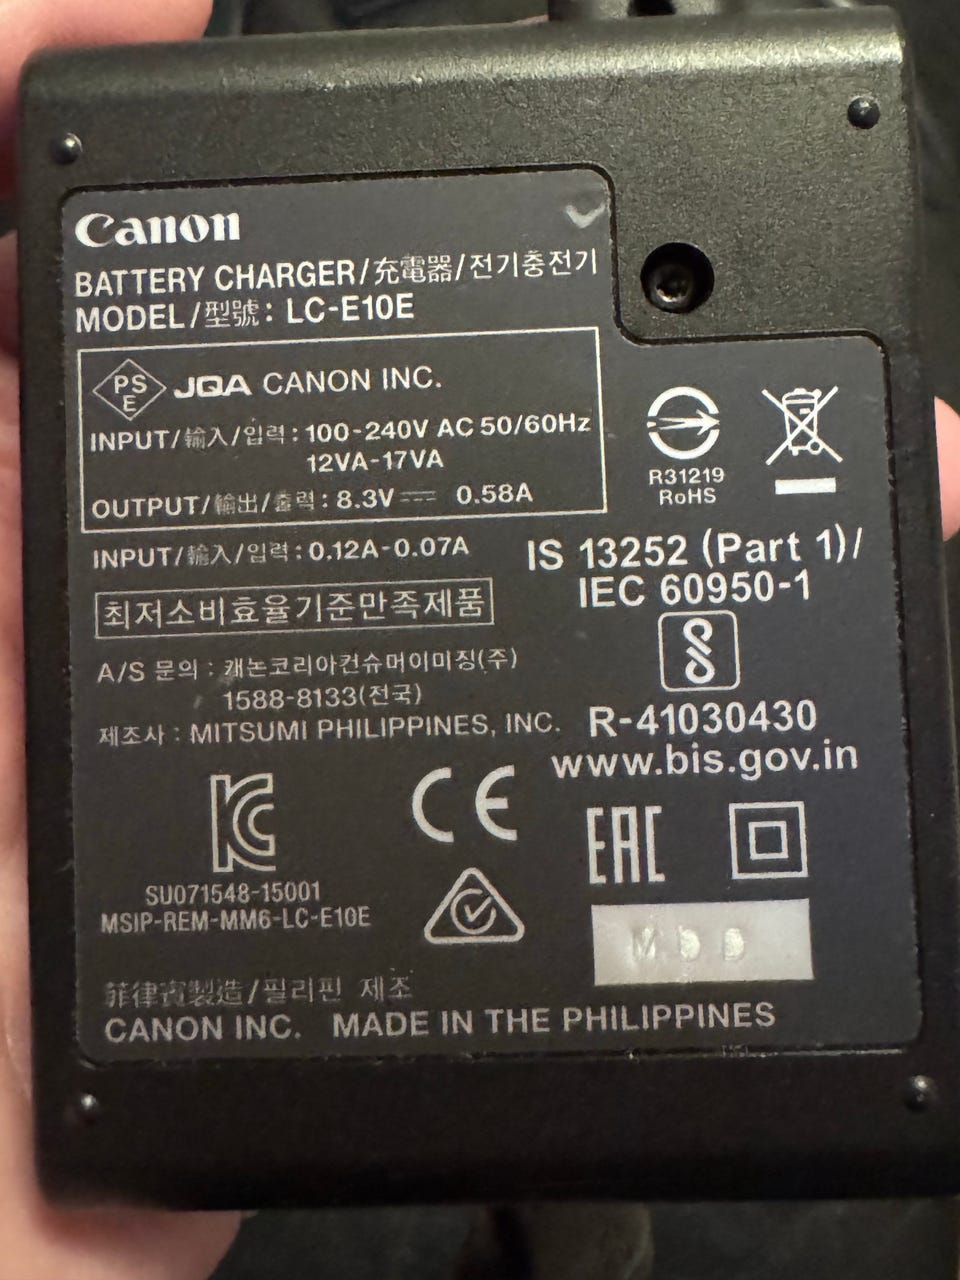 Canon
BATTERY CHARGER/充電器/전기충전기
MODEL/型號: LC-E10E
PS
E
JQA CANON INC.
INPUT/輸入/입력: 100-240V AC 50/60Hz
12VA-17VA
OUTPUT/輸出/출력: 8.3V ⎓ 0.58A
R31219
RoHS
INPUT/輸入/입력: 0.12A-0.07A
최저소비효율기준만족제품
A/S 문의 : 캐논코리아컨슈머이미징(주)
1588-8133(전국)
제조사 : MITSUMI PHILIPPINES, INC.
IS 13252 (Part 1)/
IEC 60950-1
R-41030430
www.bis.gov.in
KC
SU071548-15001
MSIP-REM-MM6-LC-E10E
CE
EAC
菲律賓製造/필리핀 제조
CANON INC. MADE IN THE PHILIPPINES